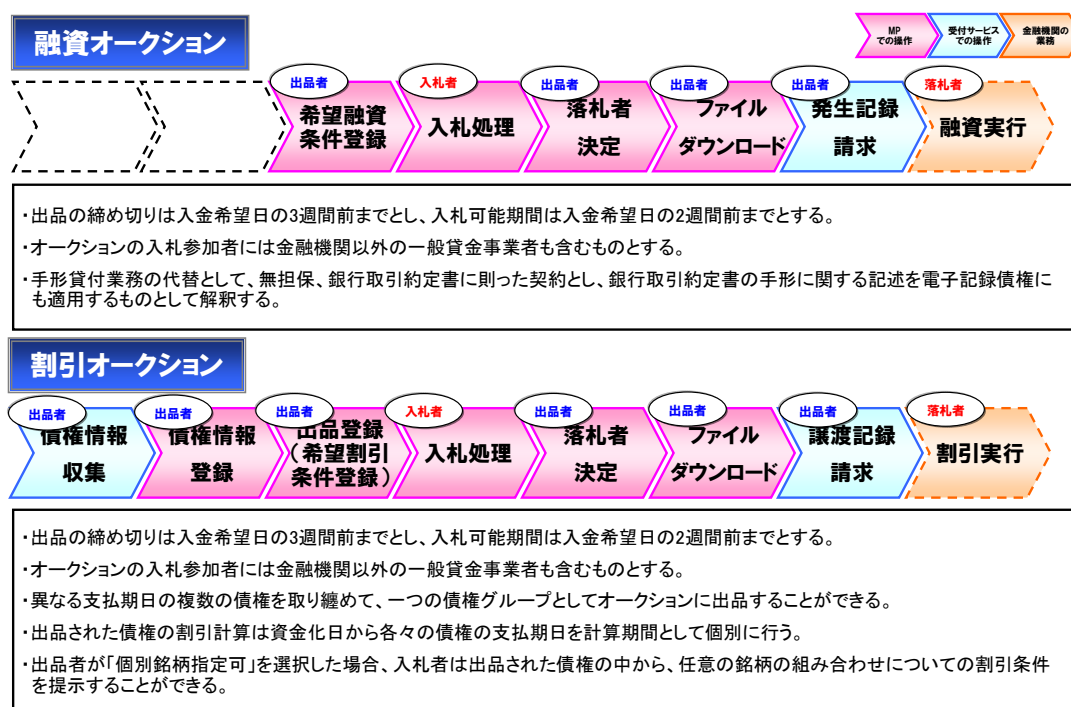 融資オークション
MP
での操作
受付サービス
での操作
金融機関の
業務
出品者
希望融資
条件登録
入札者
入札処理
出品者
落札者
決定
出品者
ファイル
ダウンロード
出品者
発生記録
請求
落札者
融資実行
・出品の締め切りは入金希望日の3週間前までとし、入札可能期間は入金希望日の2週間前までとする。
・オークションの入札参加者には金融機関以外の一般貸金事業者も含むものとする。
・手形貸付業務の代替として、無担保、銀行取引約定書に則った契約とし、銀行取引約定書の手形に関する記述を電子記録債権に
も適用するものとして解釈する。
割引オークション
出品者
債権情報
収集
出品者
債権情報
登録
出品者
出品登録
(希望割引
条件登録)
入札者
入札処理
出品者
落札者
決定
出品者
ファイル
ダウンロード
出品者
譲渡記録
請求
落札者
割引実行
・出品の締め切りは入金希望日の3週間前までとし、入札可能期間は入金希望日の2週間前までとする。
・オークションの入札参加者には金融機関以外の一般貸金事業者も含むものとする。
・異なる支払期日の複数の債権を取り纏めて、一つの債権グループとしてオークションに出品することができる。
・出品された債権の割引計算は資金化日から各々の債権の支払期日を計算期間として個別に行う。
・出品者が「個別銘柄指定可」を選択した場合、入札者は出品された債権の中から、任意の銘柄の組み合わせについての割引条件
を提示することができる。